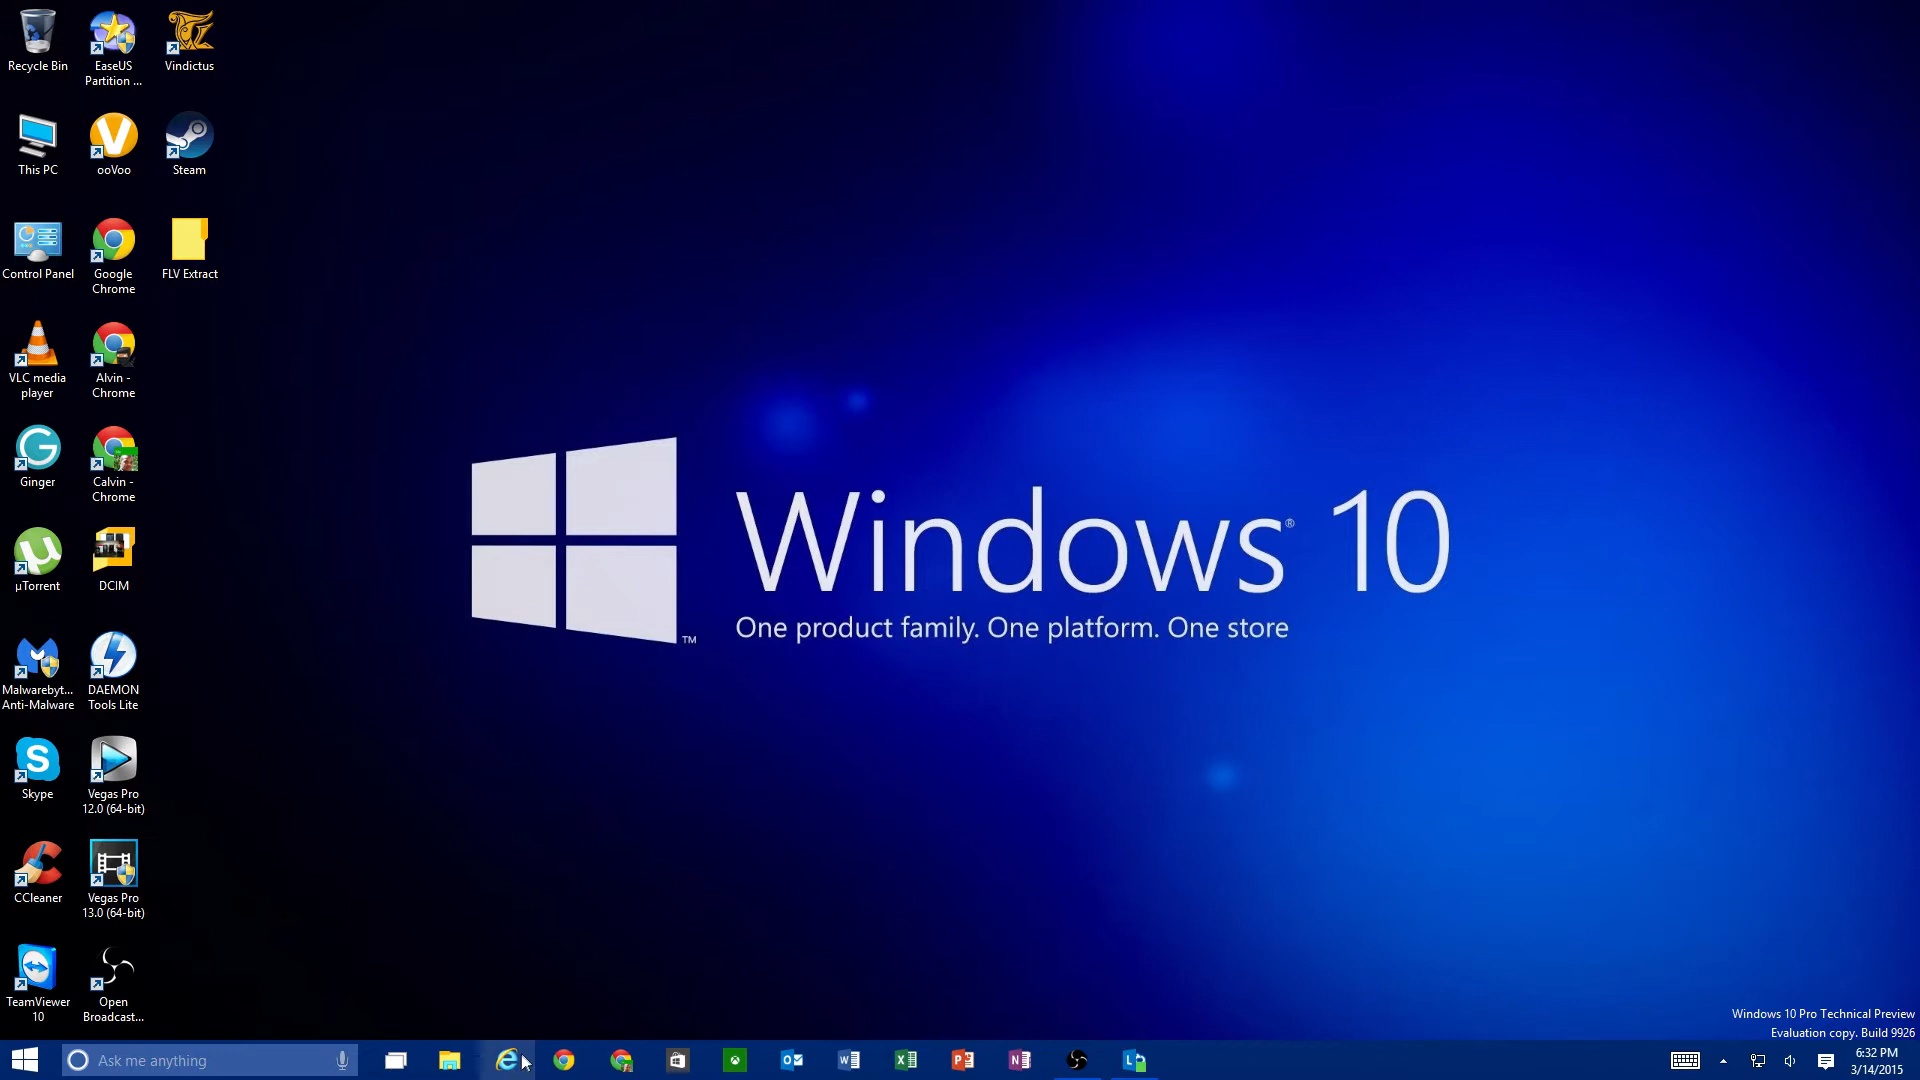 Recycle Bin
EaseUS
Partition ...
Vindictus
This PC
ooVoo
Steam
Control Panel
Google
Chrome
FLV Extract
VLC media
player
Alvin -
Chrome
Ginger
Calvin -
Chrome
µTorrent
DCIM
Malwarebyt...
Anti-Malware
DAEMON
Tools Lite
Skype
Vegas Pro
12.0 (64-bit)
CCleaner
Vegas Pro
13.0 (64-bit)
TeamViewer
10
Open
Broadcast...
Windows® 10
One product family. One platform. One store
TM
Windows 10 Pro Technical Preview
Evaluation copy. Build 9926
Ask me anything
6:32 PM
3/14/2015